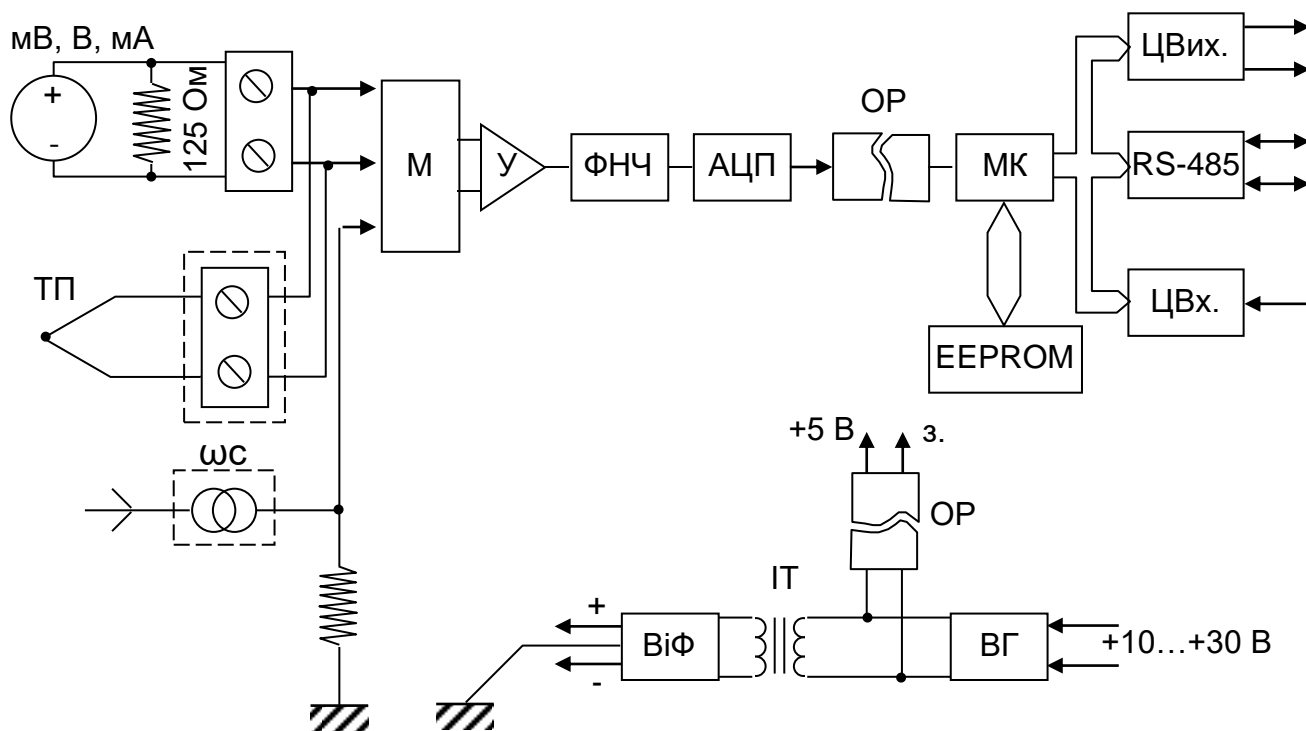 мВ, В, мА
+
-
125 Ом
М
У
ФНЧ
АЦП
ОР
МК
ЦВих.
RS-485
ЦВх.
EEPROM
ТП
ωс
+5 В
з.
ОР
ІТ
+
-
ВіФ
ВГ
+10…+30 В